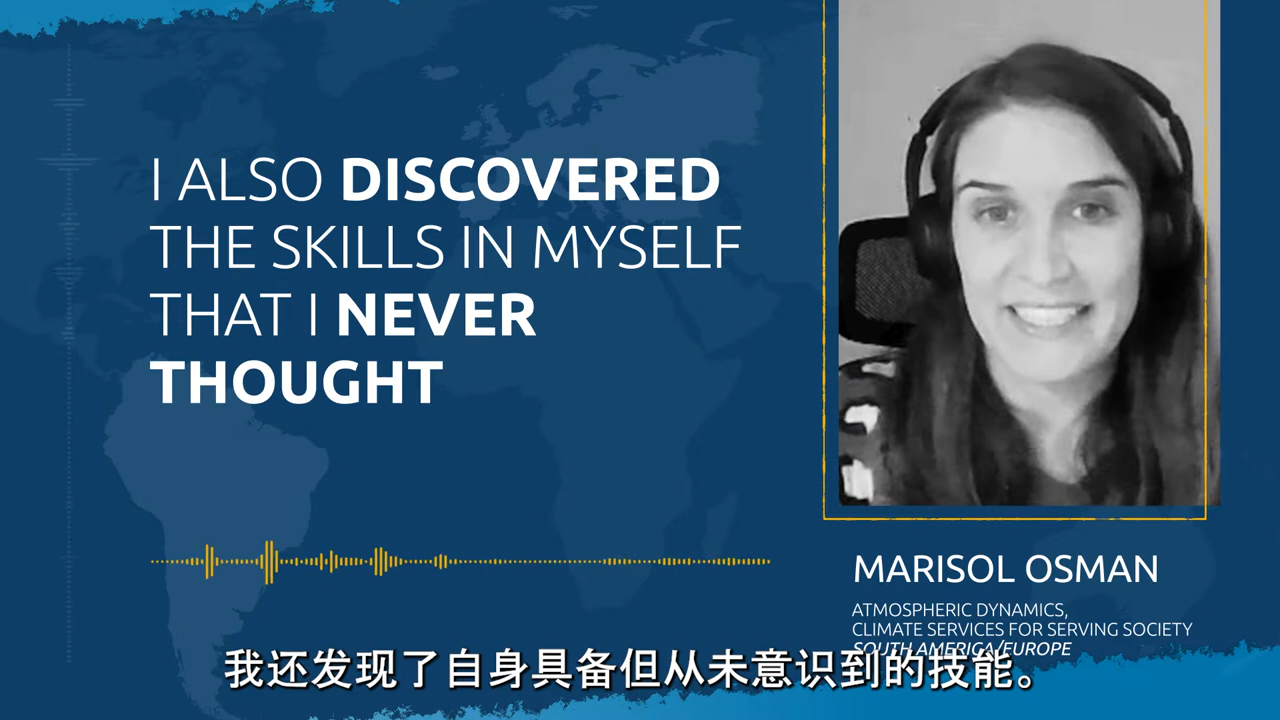 I ALSO DISCOVERED
THE SKILLS IN MYSELF
THAT I NEVER
THOUGHT
MARISOL OSMAN
ATMOSPHERIC DYNAMICS,
CLIMATE SERVICES FOR SERVING SOCIETY
SOUTH AMERICA/EUROPE
我还发现了自身具备但从未意识到的技能。